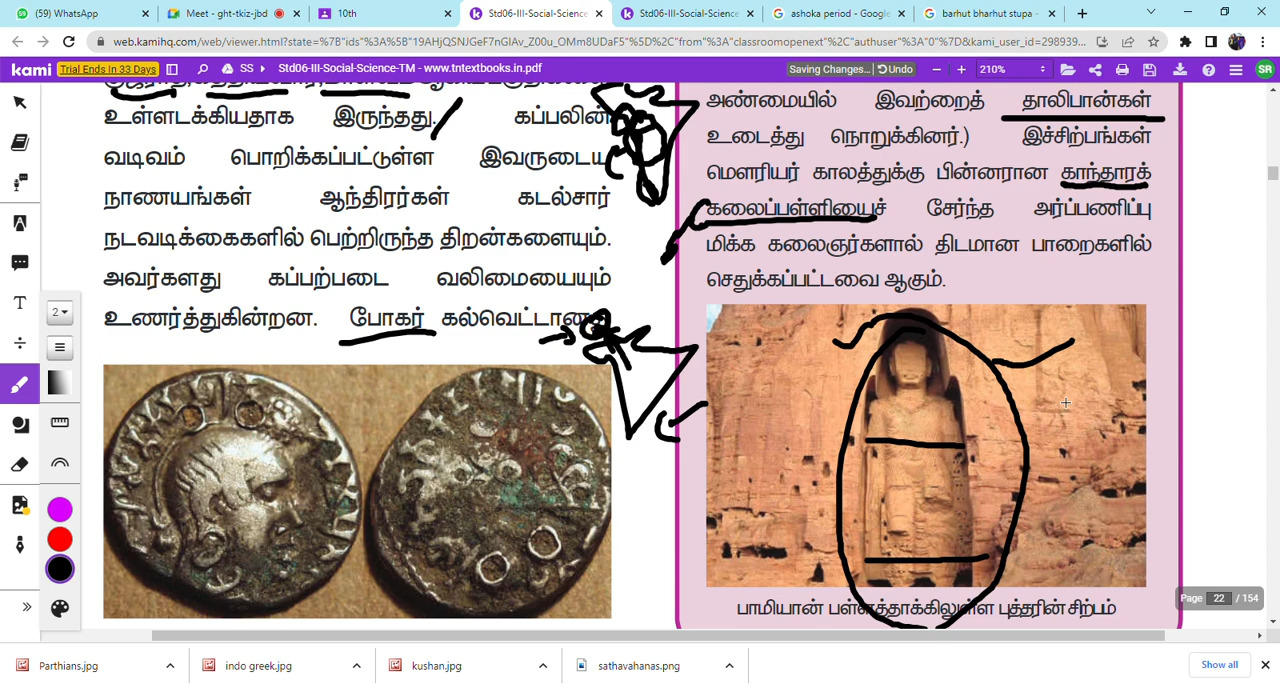 (59) WhatsApp
Meet - ght-tkiz-jbd
10th
Std06-III-Social-Science-
Std06-III-Social-Science
ashoka period - Google
barhut bharhut stupa -
web.kamihq.com/web/viewer.html?state=%7B"ids"%3A%5B"19AHjQSNJGeF7nGIAv_Z00u_OMm8UDaF5"%5D%2C"from"%3A"classroomopenext"%2C"authuser"%3A"0"%7D&kami_user_id=298939...
kami
Trial Ends In 33 Days
SS
Std06-III-Social-Science-TM - www.tntextbooks.in.pdf
Saving Changes...
Undo
210%
SR
உள்ளடக்கியதாக இருந்தது. கப்பலின்
வடிவம் பொறிக்கப்பட்டுள்ள இவருடைய
நாணயங்கள் ஆந்திரர்கள் கடல்சார்
நடவடிக்கைகளில் பெற்றிருந்த திறன்களையும்.
அவர்களது கப்பற்படை வலிமையையும்
உணர்த்துகின்றன. போகர்
அண்மையில் இவற்றைத் தாலிபான்கள்
உடைத்து நொறுக்கினர்.) இச்சிற்பங்கள்
மௌரியர் காலத்துக்கு பின்னரான காந்தாரக்
கலைப்பள்ளியைச் சேர்ந்த அர்ப்பணிப்பு
மிக்க கலைஞர்களால் திடமான பாறைகளில்
செதுக்கப்பட்டவை ஆகும்.
பாமியான் பள்ளத்தாக்கிலுள்ள புத்தரின் சிற்பம்
2
T
Page 22 / 154
Parthians.jpg
indo greek.jpg
kushan.jpg
sathavahanas.png
Show all